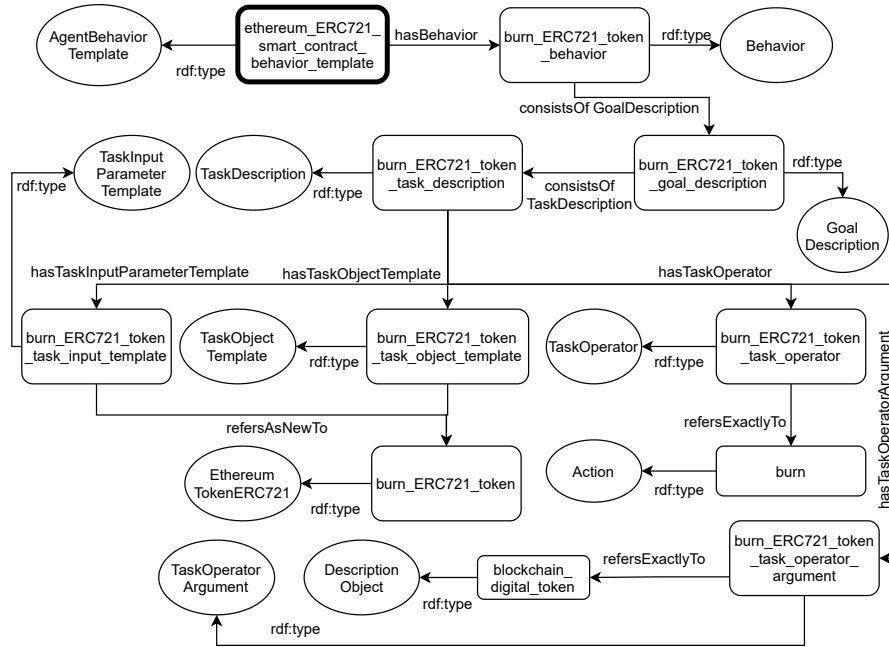 AgentBehavior
Template
rdf:type
ethereum_ERC721_
smart_contract_
behavior_template
hasBehavior
burn_ERC721_token
_behavior
rdf:type
Behavior
consistsOf GoalDescription
TaskInput
Parameter
Template
rdf:type
TaskDescription
rdf:type
burn_ERC721_token
_task_description
consistsOf
TaskDescription
burn_ERC721_token
_goal_description
rdf:type
Goal
Description
hasTaskInputParameterTemplate
hasTaskObjectTemplate
hasTaskOperator
burn_ERC721_token
_task_input_template
TaskObject
Template
rdf:type
burn_ERC721_token
_task_object_template
TaskOperator
rdf:type
burn_ERC721_token
_task_operator
hasTaskOperatorArgument
refersAsNewTo
refersExactlyTo
Ethereum
TokenERC721
rdf:type
burn_ERC721_token
Action
rdf:type
burn
TaskOperator
Argument
rdf:type
Description
Object
rdf:type
blockchain_
digital_token
refersExactlyTo
burn_ERC721_token
_task_operator_
argument